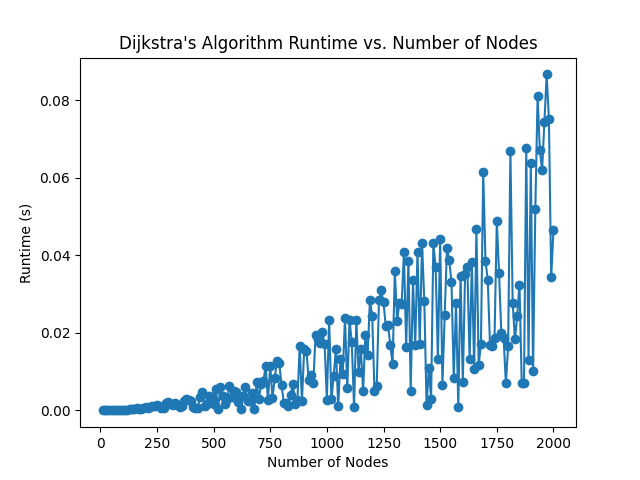 Dijkstra's Algorithm Runtime vs. Number of Nodes
0.08
0.06
0.04
0.02
0.00
Runtime (s)
0 250 500 750 1000 1250 1500 1750 2000
Number of Nodes